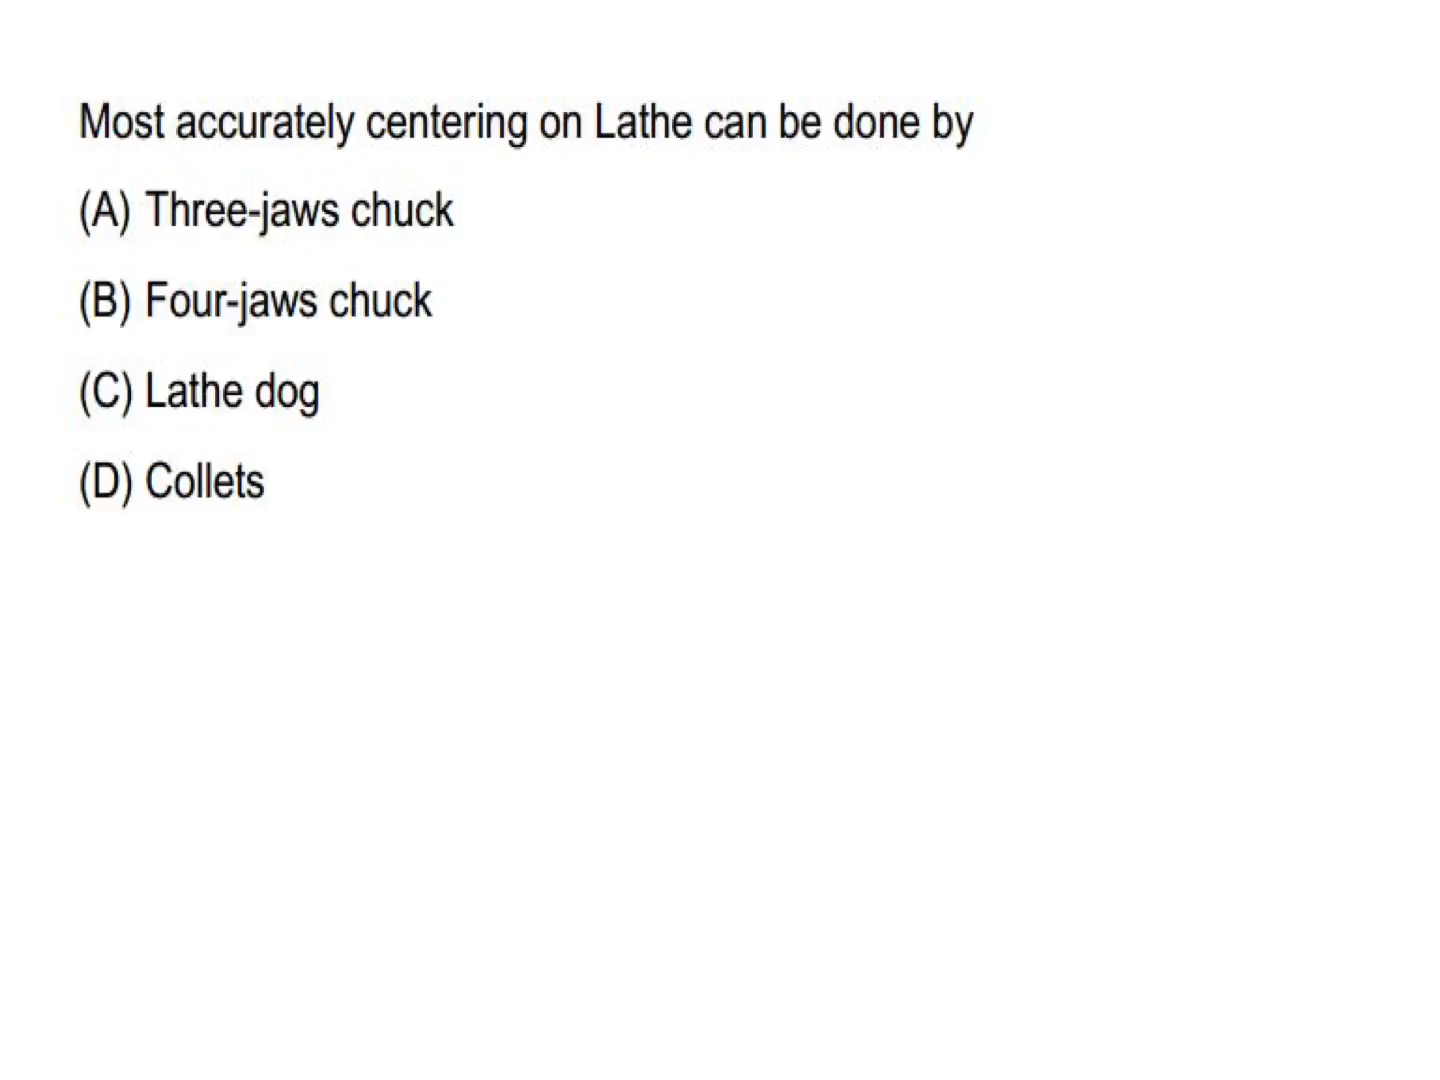 Most accurately centering on Lathe can be done by
(A) Three-jaws chuck
(B) Four-jaws chuck
(C) Lathe dog
(D) Collets